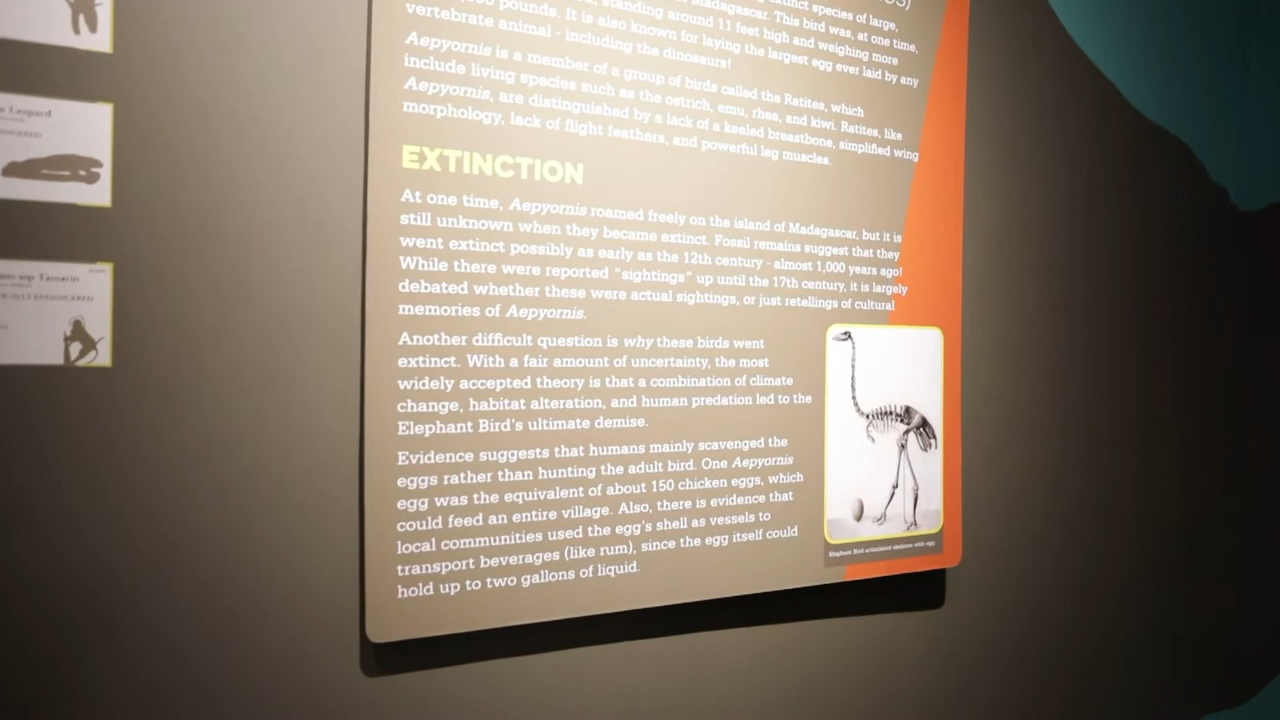 extinct species of large,
Madagascar. This bird was, at one time,
standing around 11 feet high and weighing more
pounds. It is also known for laying the largest egg ever laid by any
vertebrate animal - including the dinosaurs!
Aepyornis is a member of a group of birds called the Ratites, which
include living species such as the ostrich, emu, rhea, and kiwi. Ratites, like
Aepyornis, are distinguished by a lack of a keeled breastbone, simplified wing
morphology, lack of flight feathers, and powerful leg muscles.
EXTINCTION
At one time, Aepyornis roamed freely on the island of Madagascar, but it is
still unknown when they became extinct. Fossil remains suggest that they
went extinct possibly as early as the 12th century - almost 1,000 years ago!
While there were reported "sightings" up until the 17th century, it is largely
debated whether these were actual sightings, or just retellings of cultural
memories of Aepyornis.
Another difficult question is why these birds went
extinct. With a fair amount of uncertainty, the most
widely accepted theory is that a combination of climate
change, habitat alteration, and human predation led to the
Elephant Bird's ultimate demise.
Evidence suggests that humans mainly scavenged the
eggs rather than hunting the adult bird. One Aepyornis
egg was the equivalent of about 150 chicken eggs, which
could feed an entire village. Also, there is evidence that
local communities used the egg's shell as vessels to
transport beverages (like rum), since the egg itself could
hold up to two gallons of liquid.
Elephant Bird articulated skeleton with egg
Leopard
Tamarin